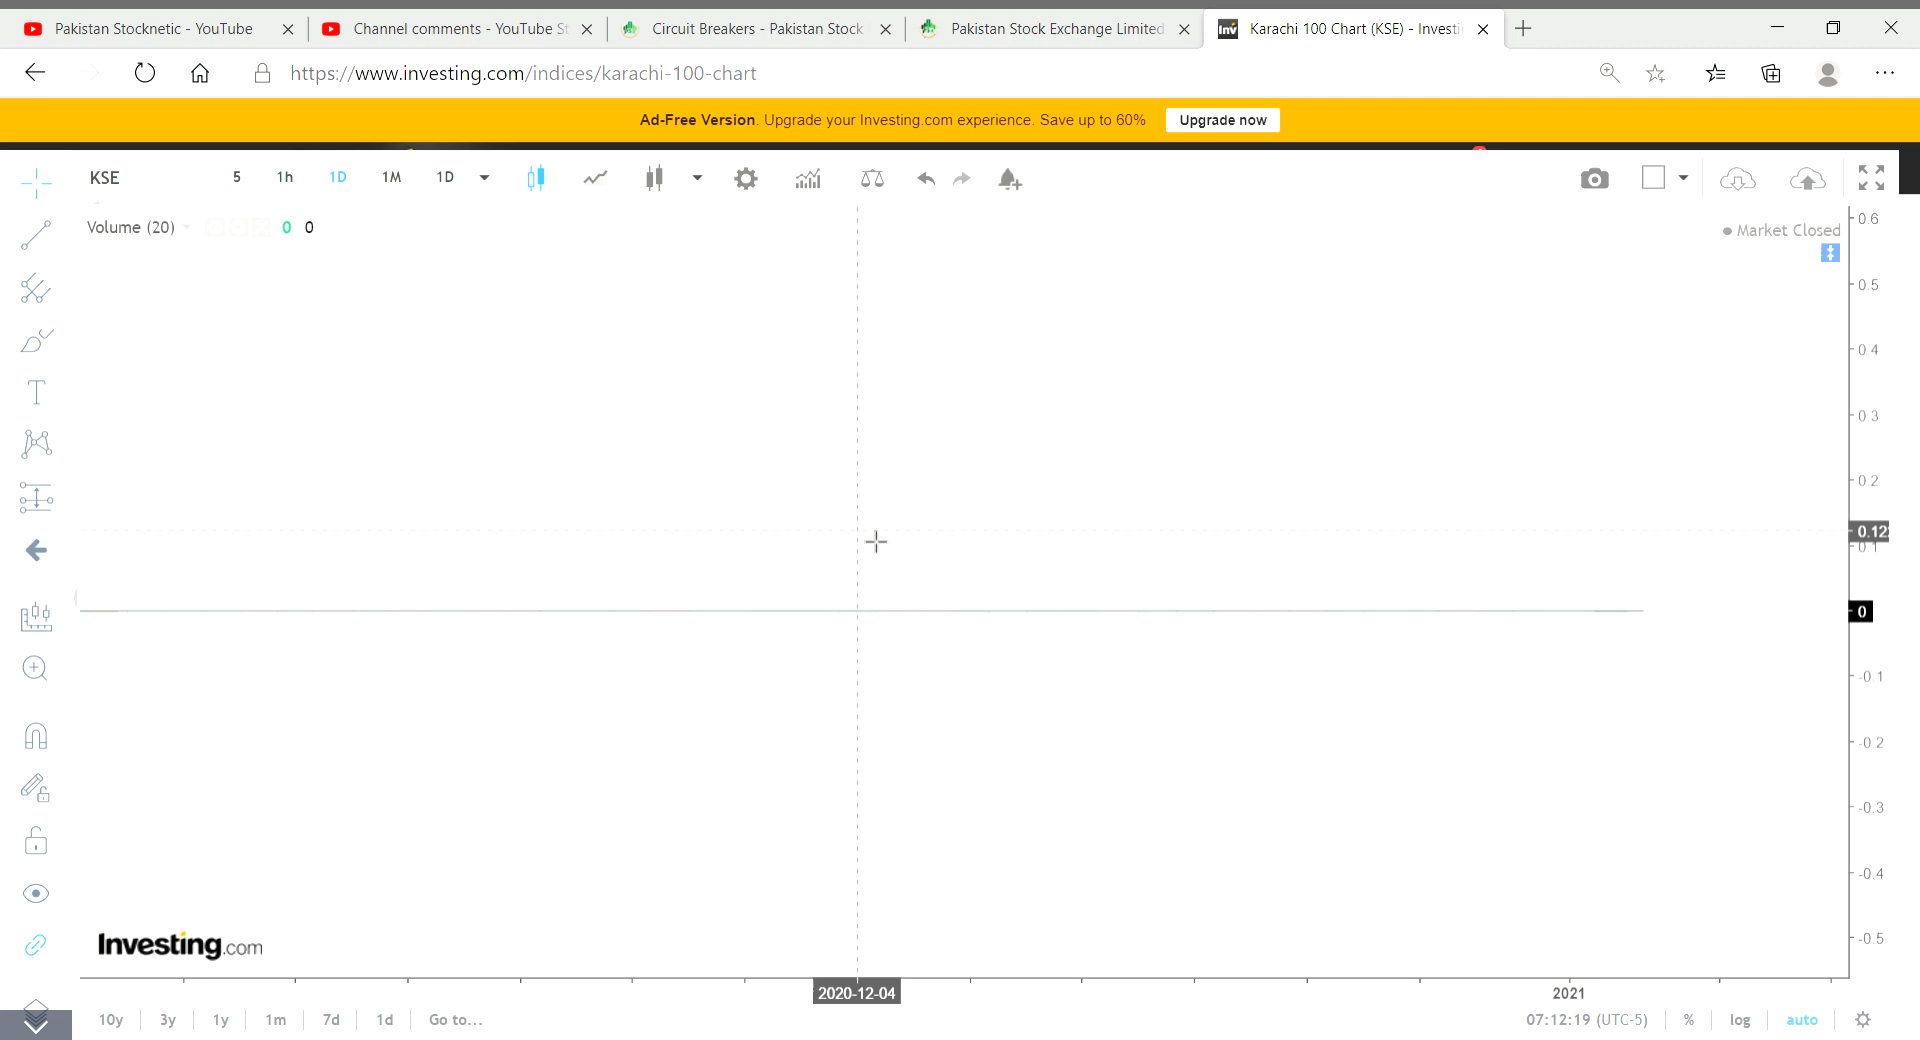 Pakistan Stocknetic - YouTube
Channel comments - YouTube St
Circuit Breakers - Pakistan Stock
Pakistan Stock Exchange Limited
Inv Karachi 100 Chart (KSE) - Investi
https://www.investing.com/indices/karachi-100-chart
Ad-Free Version. Upgrade your Investing.com experience. Save up to 60% Upgrade now
KSE 5 1h 1D 1M 1D
Volume (20) 0 0
Market Closed
0.6
0.5
0.4
0.3
0.2
0.12
0.1
0
-0.1
-0.2
-0.3
-0.4
-0.5
Investing.com
2020-12-04 2021
10y 3y 1y 1m 7d 1d Go to... 07:12:19 (UTC-5) % log auto